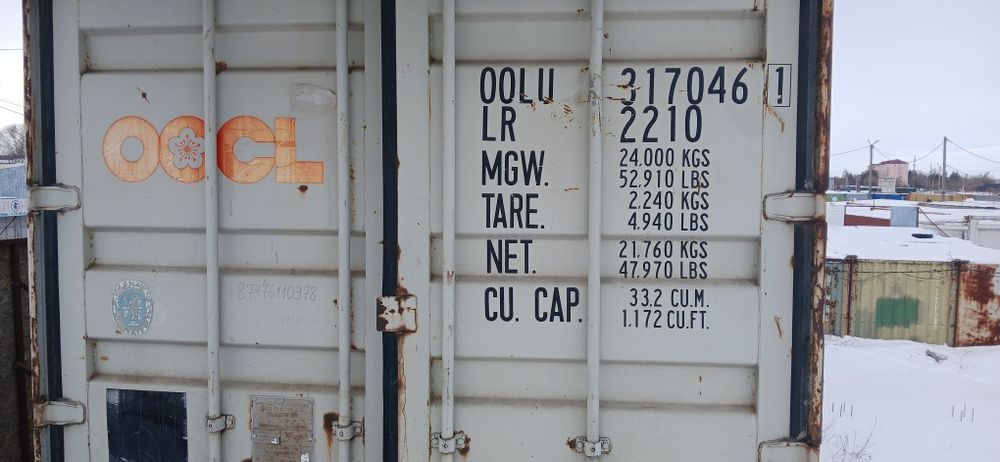 OOCL
OOLU 317046 1
LR 2210
MGW. 24,000 KGS
52,910 LBS
TARE. 2,240 KGS
4,940 LBS
NET. 21,760 KGS
47,970 LBS
CU. CAP. 33.2 CU.M.
1,172 CU.FT.
87476110978